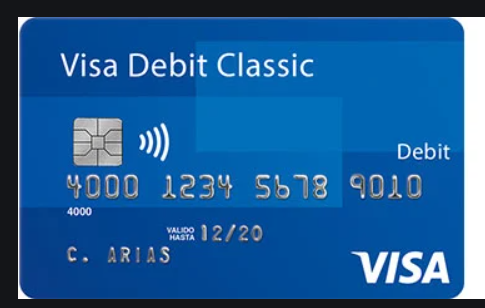 Visa Debit Classic
Debit
4000 1234 5678 9010
4000
VALIDO
HASTA 12/20
C. ARIAS
VISA